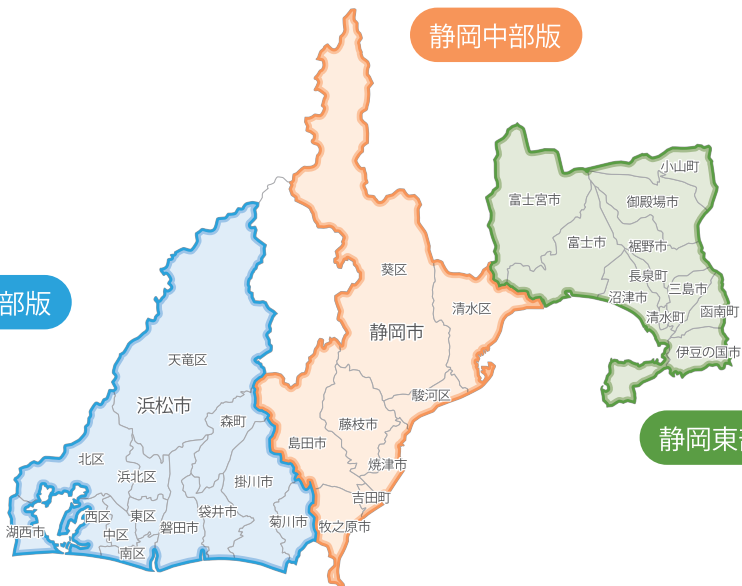 静岡中部版
部版
静岡東部
小山町
富士宮市
御殿場市
富士市
裾野市
長泉町
三島市
沼津市
清水町
函南町
伊豆の国市
葵区
清水区
静岡市
駿河区
藤枝市
島田市
焼津市
吉田町
牧之原市
天竜区
浜松市
森町
北区
浜北区
掛川市
西区
東区
袋井市
中区
磐田市
菊川市
湖西市
南区